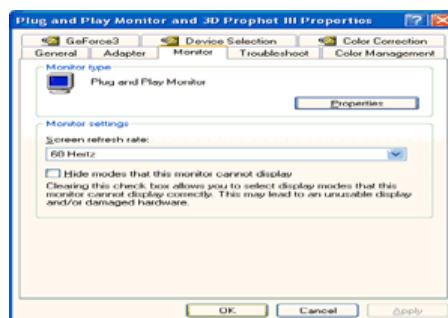 Plug and Play Monitor and 3D Prophet III Properties
GeForce3 Device Selection Color Correction
General Adapter Monitor Troubleshoot Color Management
Monitor type
Plug and Play Monitor
Properties
Monitor settings
Screen refresh rate:
60 Hertz
Hide modes that this monitor cannot display
Clearing this check box allows you to select display modes that this
monitor cannot display correctly. This may lead to an unusable display
and/or damaged hardware.
OK Cancel Apply